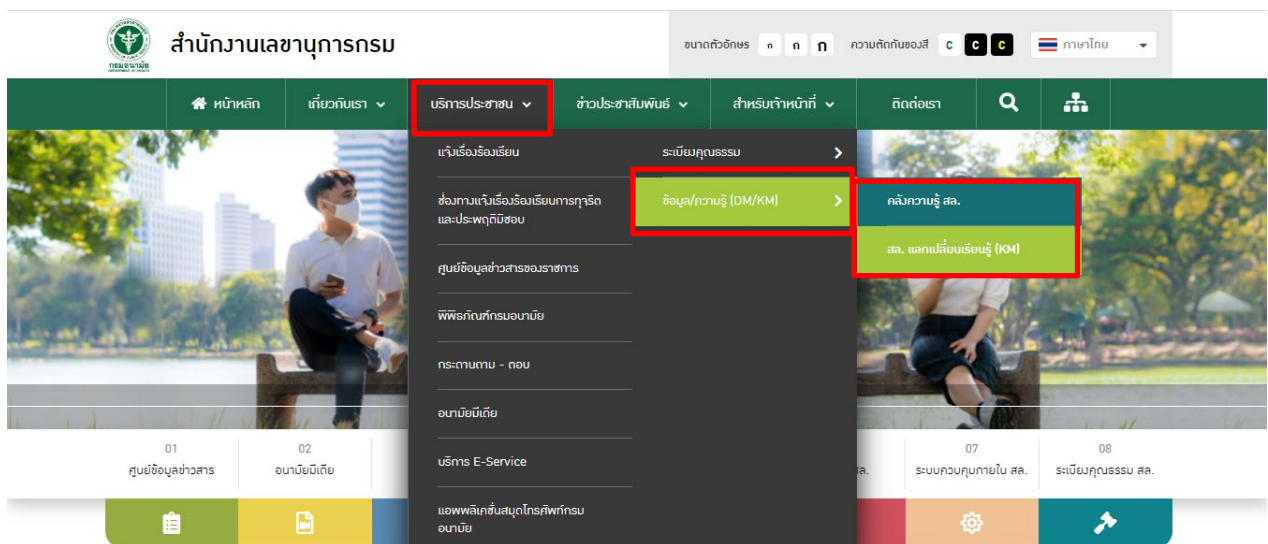 สำนักงานเลขานุการกรม
ขนาดตัวอักษร ก ก ก ความตัดกันของสี C C C ภาษาไทย
กรมอนามัย
DEPARTMENT OF HEALTH
หน้าหลัก เกี่ยวกับเรา บริการประชาชน ข่าวประชาสัมพันธ์ สำหรับเจ้าหน้าที่ ติดต่อเรา
แจ้งเรื่องร้องเรียน
ช่องทางแจ้งเรื่องร้องเรียนการทุจริต
และประพฤติมิชอบ
ศูนย์ข้อมูลข่าวสารของราชการ
พิพิธภัณฑ์กรมอนามัย
กระดานถาม - ตอบ
อนามัยมีเดีย
บริการ E-Service
แอพพลิเคชั่นสมุดโทรศัพท์กรม
อนามัย
ระเบียงคุณธรรม
ข้อมูล/ความรู้ (DM/KM)
คลังความรู้ สล.
สล. แลกเปลี่ยนเรียนรู้ (KM)
01
ศูนย์ข้อมูลข่าวสาร
02
อนามัยมีเดีย
สล.
07
ระบบควบคุมภายใน สล.
08
ระเบียงคุณธรรม สล.